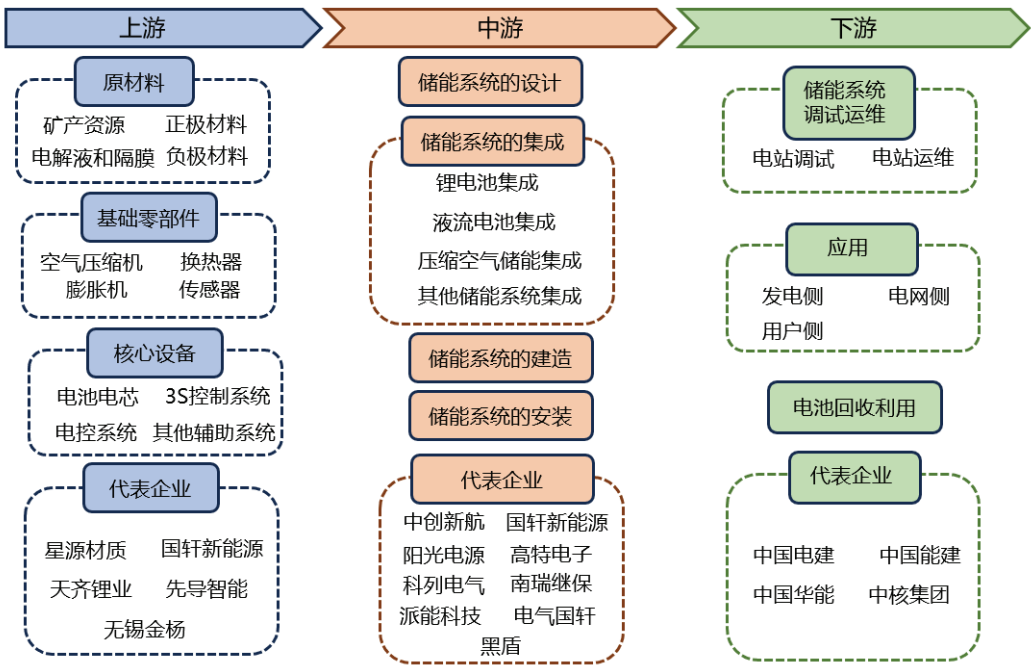 上游
中游
下游
原材料
矿产资源 正极材料
电解液和隔膜 负极材料
基础零部件
空气压缩机 换热器
膨胀机 传感器
核心设备
电池电芯 3S控制系统
电控系统 其他辅助系统
代表企业
星源材质 国轩新能源
天齐锂业 先导智能
无锡金杨
储能系统的设计
储能系统的集成
锂电池集成
液流电池集成
压缩空气储能集成
其他储能系统集成
储能系统的建造
储能系统的安装
代表企业
中创新航 国轩新能源
阳光电源 高特电子
科列电气 南瑞继保
派能科技 电气国轩
黑盾
储能系统
调试运维
电站调试 电站运维
应用
发电侧 电网侧
用户侧
电池回收利用
代表企业
中国电建 中国能建
中国华能 中核集团